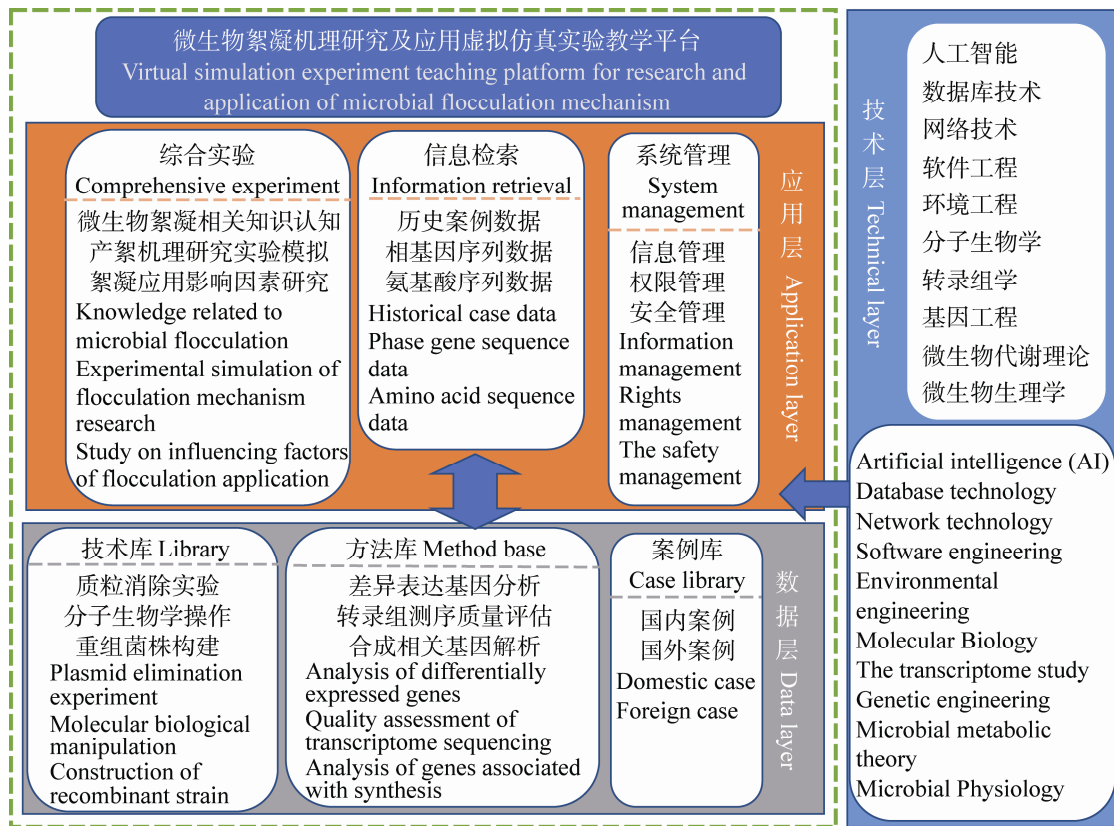 微生物絮凝机理研究及应用虚拟仿真实验教学平台
Virtual simulation experiment teaching platform for research and
application of microbial flocculation mechanism
综合实验
Comprehensive experiment
微生物絮凝相关知识认知
产絮机理研究实验模拟
絮凝应用影响因素研究
Knowledge related to
microbial flocculation
Experimental simulation of
flocculation mechanism
research
Study on influencing factors
of flocculation application
信息检索
Information retrieval
历史案例数据
相基因序列数据
氨基酸序列数据
Historical case data
Phase gene sequence
data
Amino acid sequence
data
系统管理
System
management
信息管理
权限管理
安全管理
Information
management
Rights
management
The safety
management
应用层 Application layer
技术库 Library
质粒消除实验
分子生物学操作
重组菌株构建
Plasmid elimination
experiment
Molecular biological
manipulation
Construction of
recombinant strain
方法库 Method base
差异表达基因分析
转录组测序质量评估
合成相关基因解析
Analysis of differentially
expressed genes
Quality assessment of
transcriptome sequencing
Analysis of genes associated
with synthesis
案例库
Case library
国内案例
国外案例
Domestic case
Foreign case
数据层 Data layer
技术层 Technical layer
人工智能
数据库技术
网络技术
软件工程
环境工程
分子生物学
转录组学
基因工程
微生物代谢理论
微生物生理学
Artificial intelligence (AI)
Database technology
Network technology
Software engineering
Environmental
engineering
Molecular Biology
The transcriptome study
Genetic engineering
Microbial metabolic
theory
Microbial Physiology